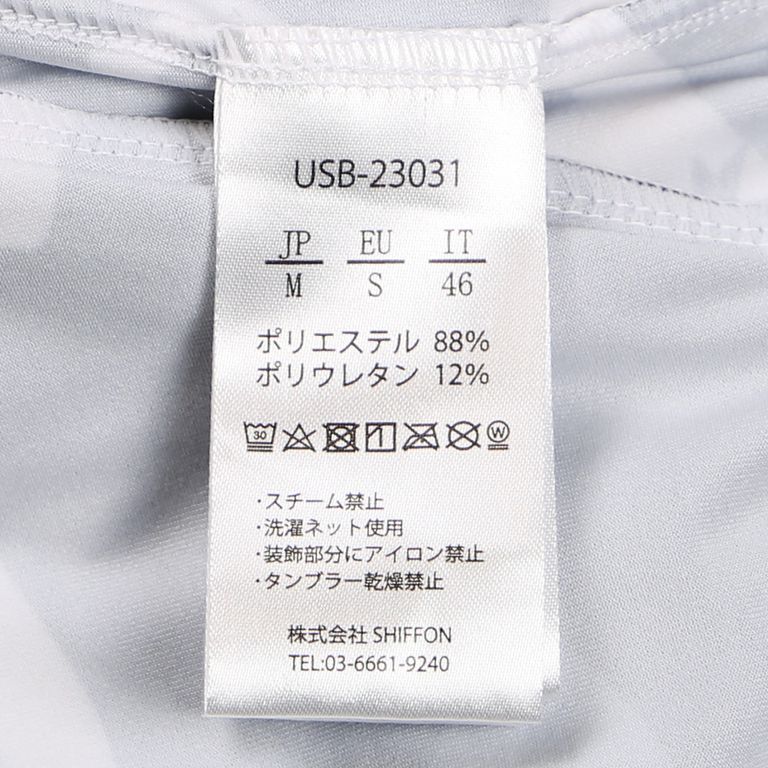 USB-23031
JP EU IT
M S 46
ポリエステル 88%
ポリウレタン 12%
30 W
・スチーム禁止
・洗濯ネット使用
・装飾部分にアイロン禁止
・タンブラー乾燥禁止
株式会社 SHIFFON
TEL:03-6661-9240